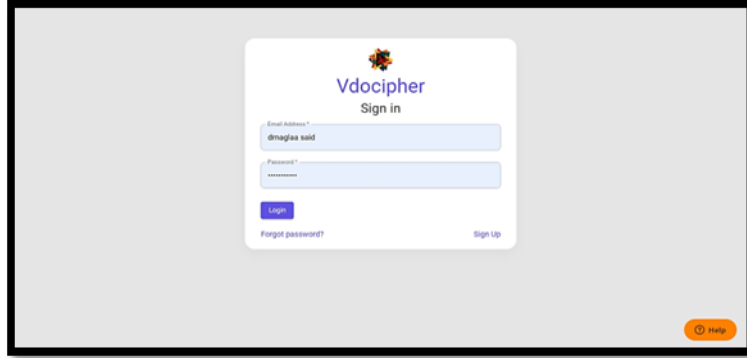 Vdocipher
Sign in
Email Address *
drnaglaa said
Password *
•••••••••••
Login
Forgot password? Sign Up
Help